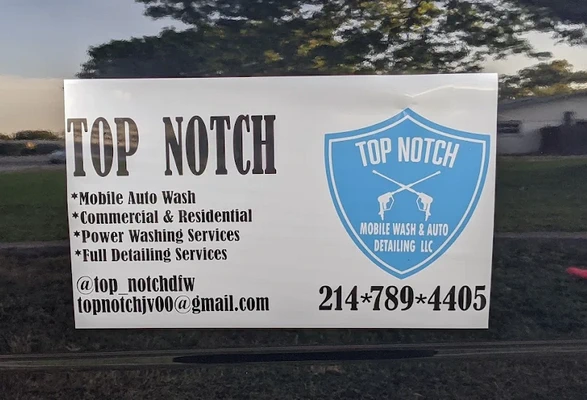 TOP NOTCH
*Mobile Auto Wash
*Commercial & Residential
*Power Washing Services
*Full Detailing Services
@top_notchdfw
topnotchjv00@gmail.com
TOP NOTCH
MOBILE WASH & AUTO
DETAILING LLC
214*789*4405